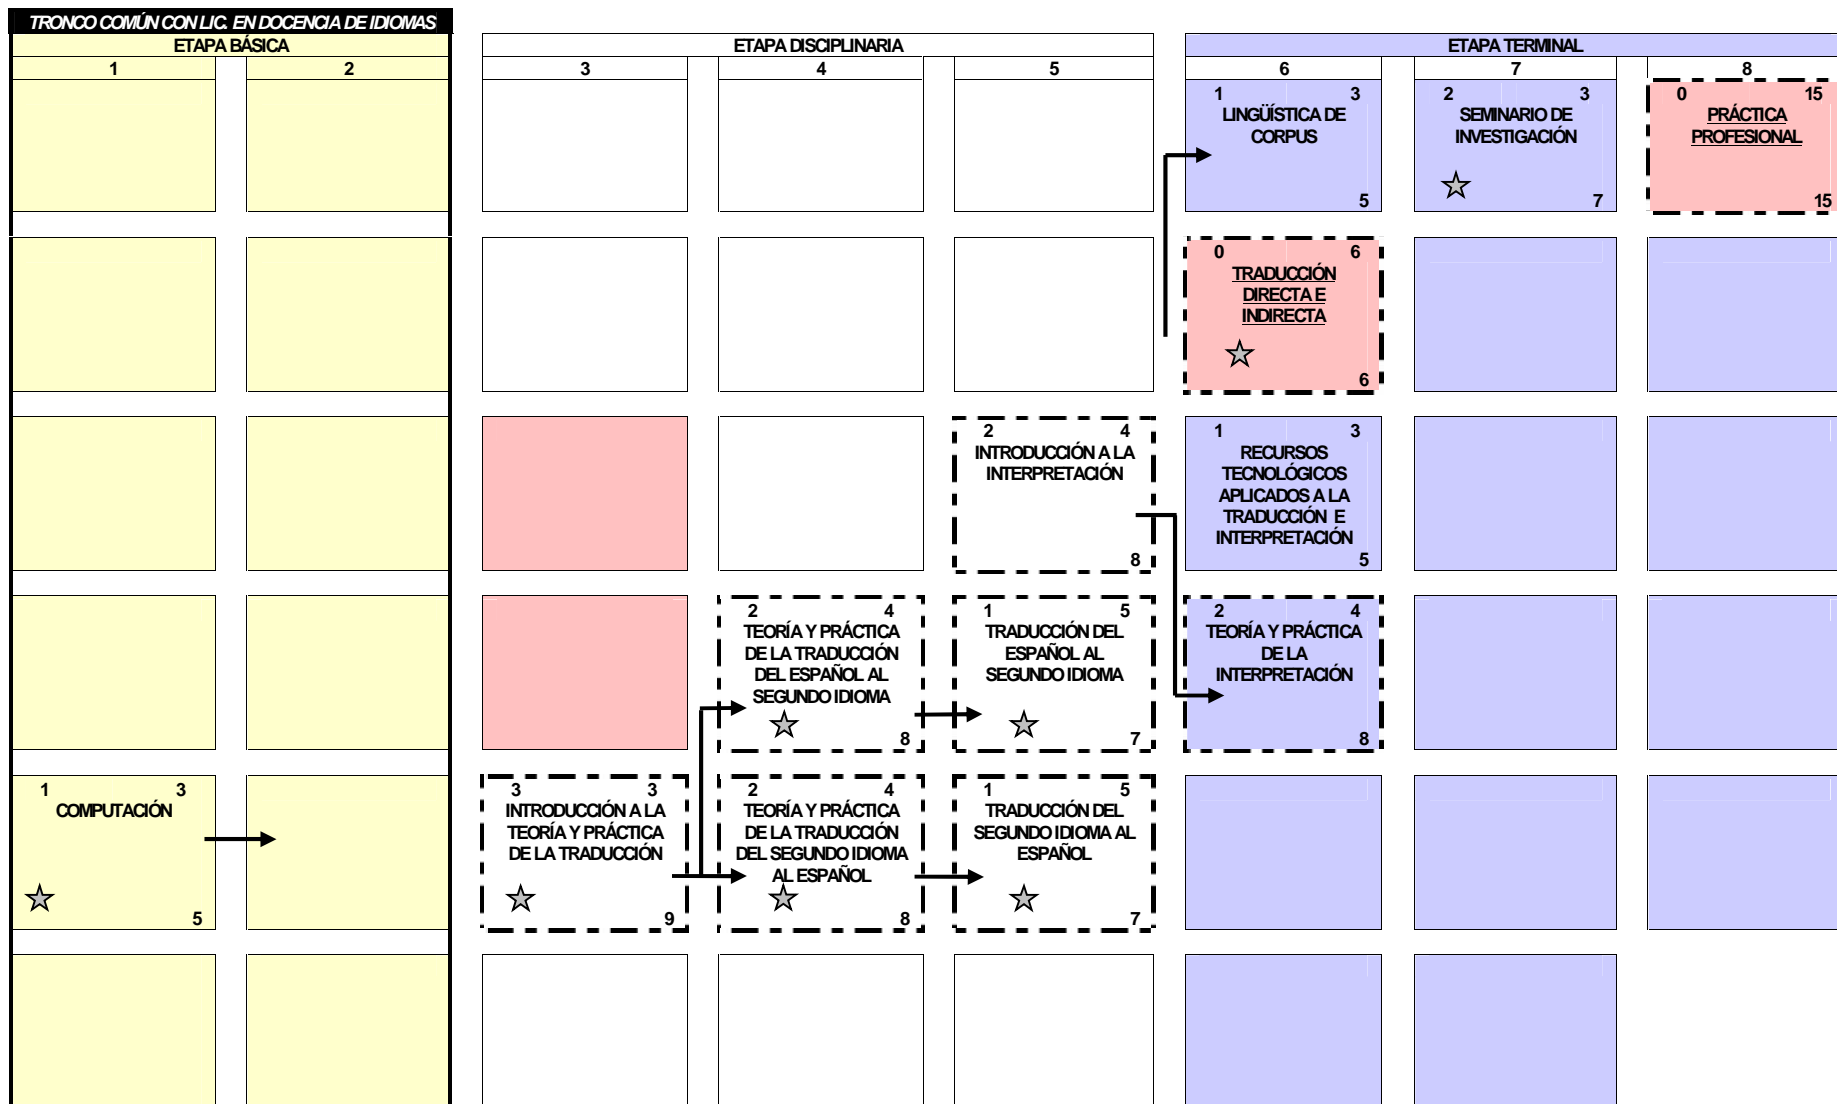 TRONCO COMÚN CON LIC. EN DOCENCIA DE IDIOMAS
ETAPA BÁSICA
ETAPA DISCIPLINARIA
ETAPA TERMINAL
1
2
3
4
5
6
7
8
1 3
LINGÜÍSTICA DE
CORPUS
5
2 3
SEMINARIO DE
INVESTIGACIÓN
7
0 15
PRÁCTICA
PROFESIONAL
15
0 6
TRADUCCIÓN
DIRECTA E
INDIRECTA
6
2 4
INTRODUCCIÓN A LA
INTERPRETACIÓN
8
1 3
RECURSOS
TECNOLÓGICOS
APLICADOS A LA
TRADUCCIÓN E
INTERPRETACIÓN
5
2 4
TEORÍA Y PRÁCTICA
DE LA TRADUCCIÓN
DEL ESPAÑOL AL
SEGUNDO IDIOMA
8
1 5
TRADUCCIÓN DEL
ESPAÑOL AL
SEGUNDO IDIOMA
7
2 4
TEORÍA Y PRÁCTICA
DE LA
INTERPRETACIÓN
8
1 3
COMPUTACIÓN
5
3 3
INTRODUCCIÓN A LA
TEORÍA Y PRÁCTICA
DE LA TRADUCCIÓN
9
2 4
TEORÍA Y PRÁCTICA
DE LA TRADUCCIÓN
DEL SEGUNDO IDIOMA
AL ESPAÑOL
8
1 5
TRADUCCIÓN DEL
SEGUNDO IDIOMA AL
ESPAÑOL
7